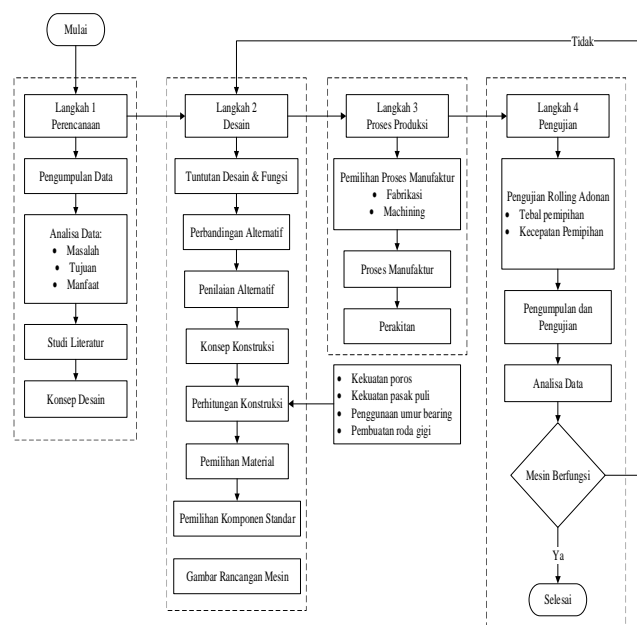 Mulai
Tidak
Langkah 1
Perencanaan
Pengumpulan Data
Analisa Data:
• Masalah
• Tujuan
• Manfaat
Studi Literatur
Konsep Desain
Langkah 2
Desain
Tuntutan Desain & Fungsi
Perbandingan Alternatif
Penilaian Alternatif
Konsep Konstruksi
Perhitungan Konstruksi
Pemilihan Material
Pemilihan Komponen Standar
Gambar Rancangan Mesin
Langkah 3
Proses Produksi
Pemilihan Proses Manufaktur
• Fabrikasi
• Machining
Proses Manufaktur
Perakitan
• Kekuatan poros
• Kekuatan pasak puli
• Penggunaan umur bearing
• Pembuatan roda gigi
Langkah 4
Pengujian
Pengujian Rolling Adonan
• Tebal pemipihan
• Kecepatan Pemipihan
Pengumpulan dan
Pengujian
Analisa Data
Mesin Berfungsi
Ya
Selesai